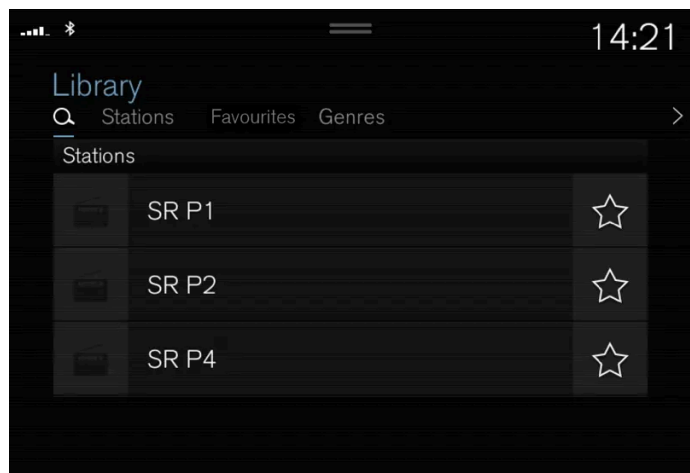 14:21
Library
Stations Favourites Genres
Stations
SR P1
SR P2
SR P4